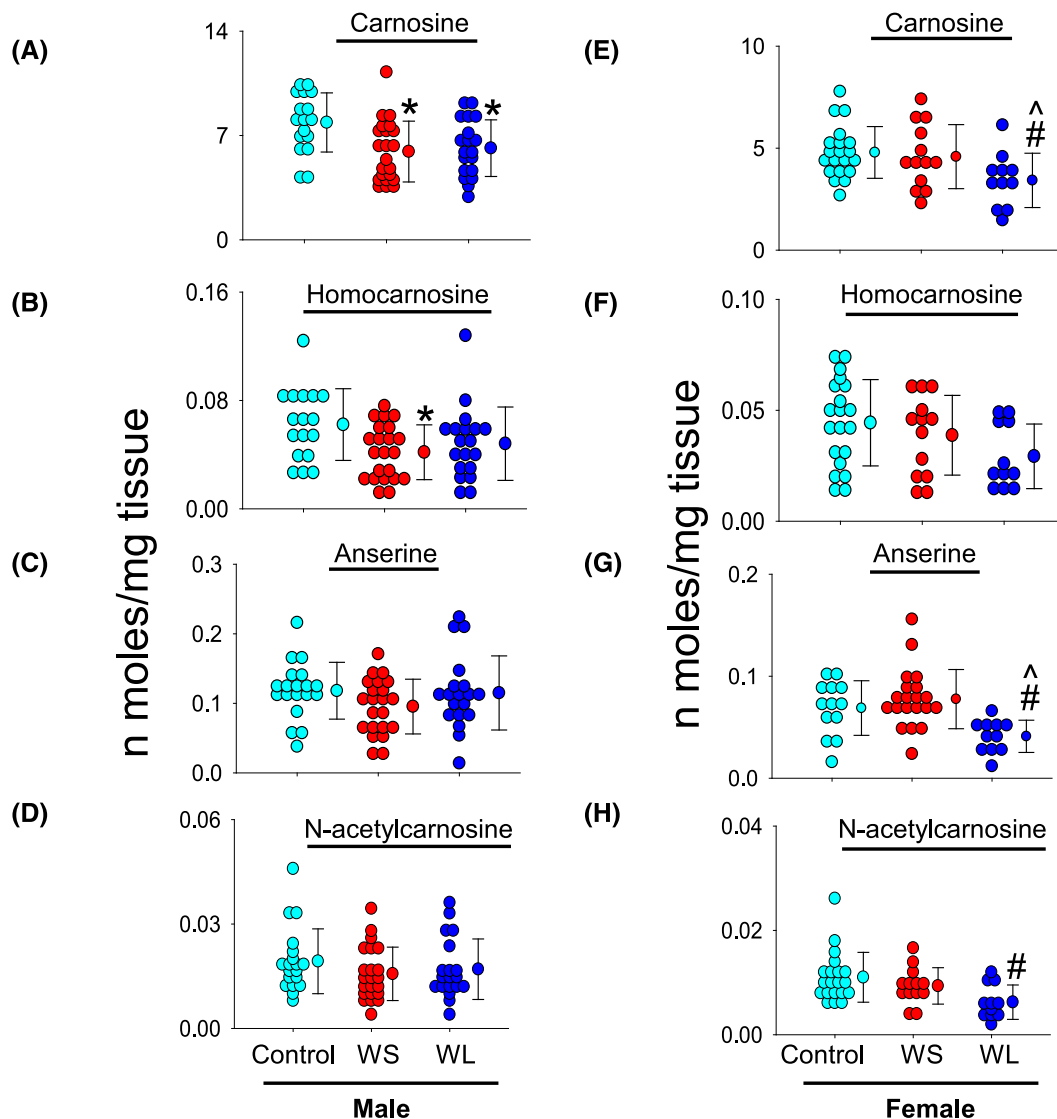 (A)
Carnosine
14
7
0
*
*
(B)
Homocarnosine
0.16
0.08
0.00
*
(C)
Anserine
0.3
0.2
0.1
0.0
(D)
N-acetylcarnosine
0.06
0.03
0.00
n moles/mg tissue
Control WS WL
Male
(E)
Carnosine
10
5
0
^
#
(F)
Homocarnosine
0.10
0.05
0.00
(G)
Anserine
0.2
0.1
0.0
^
#
(H)
N-acetylcarnosine
0.04
0.02
0.00
#
n moles/mg tissue
Control WS WL
Female